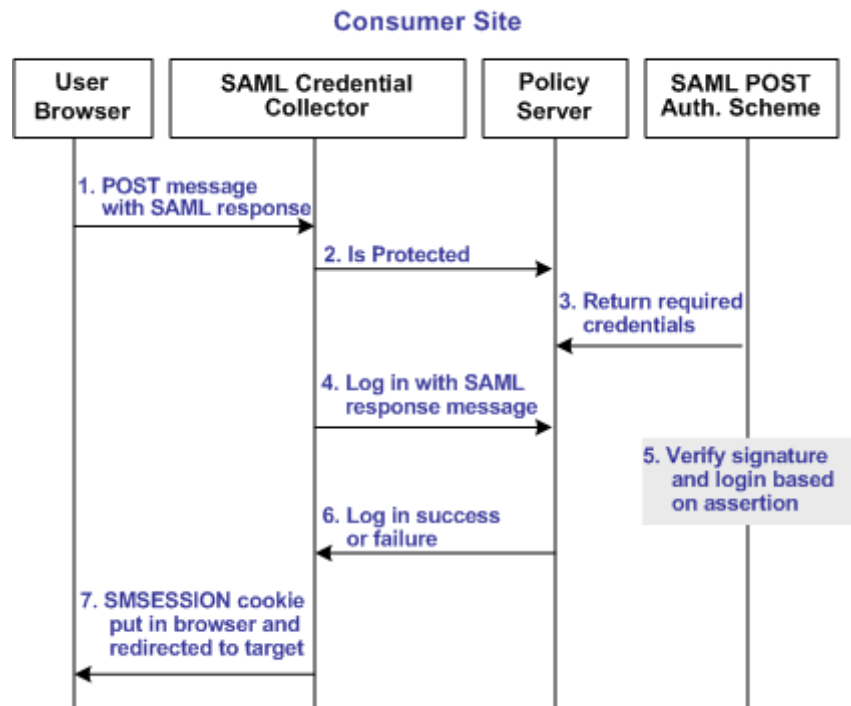 Consumer Site
User
Browser
SAML Credential
Collector
Policy
Server
SAML POST
Auth. Scheme
1. POST message
with SAML response
2. Is Protected
3. Return required
credentials
4. Log in with SAML
response message
5. Verify signature
and login based
on assertion
6. Log in success
or failure
7. SMSESSION cookie
put in browser and
redirected to target